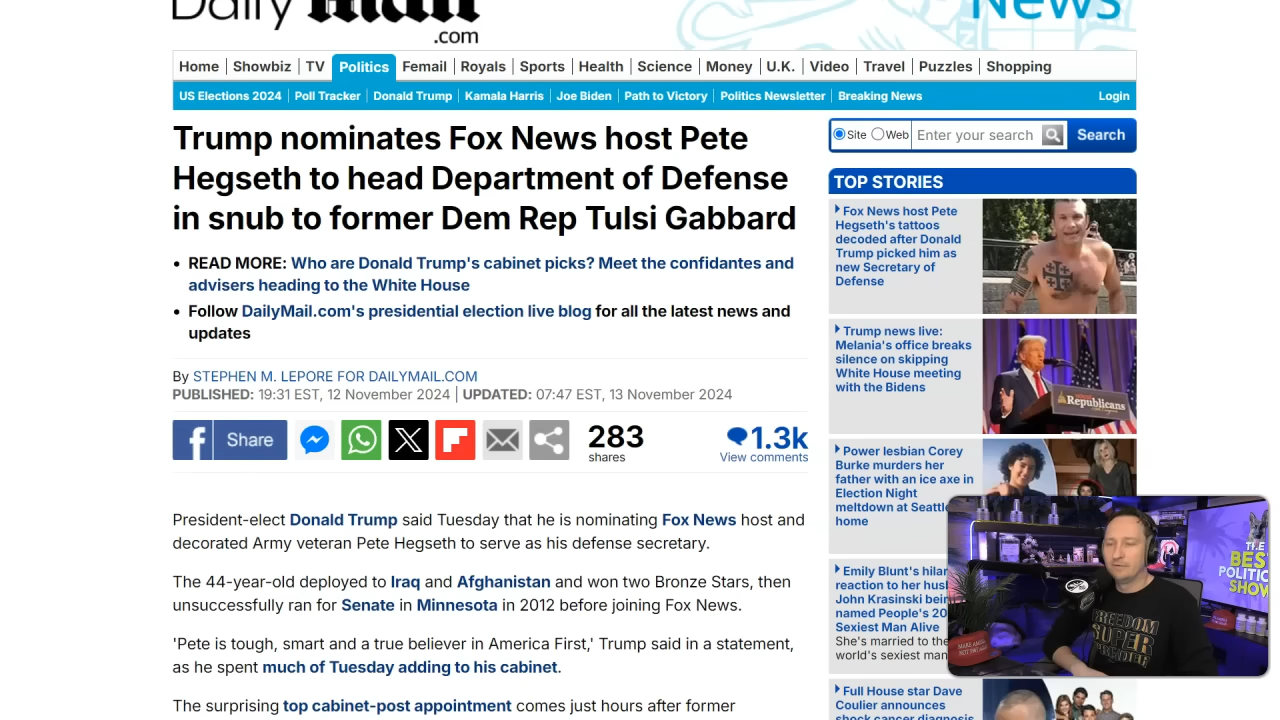 Daily Mail
.com
News
Home Showbiz TV Politics Femail Royals Sports Health Science Money U.K. Video Travel Puzzles Shopping
US Elections 2024 Poll Tracker Donald Trump Kamala Harris Joe Biden Path to Victory Politics Newsletter Breaking News Login
Trump nominates Fox News host Pete
Hegseth to head Department of Defense
in snub to former Dem Rep Tulsi Gabbard
• READ MORE: Who are Donald Trump's cabinet picks? Meet the confidantes and
advisers heading to the White House
• Follow DailyMail.com's presidential election live blog for all the latest news and
updates
By STEPHEN M. LEPORE FOR DAILYMAIL.COM
PUBLISHED: 19:31 EST, 12 November 2024 | UPDATED: 07:47 EST, 13 November 2024
f Share
283
shares
1.3k
View comments
President-elect Donald Trump said Tuesday that he is nominating Fox News host and
decorated Army veteran Pete Hegseth to serve as his defense secretary.
The 44-year-old deployed to Iraq and Afghanistan and won two Bronze Stars, then
unsuccessfully ran for Senate in Minnesota in 2012 before joining Fox News.
'Pete is tough, smart and a true believer in America First,' Trump said in a statement,
as he spent much of Tuesday adding to his cabinet.
The surprising top cabinet-post appointment comes just hours after former
Site Web Enter your search Search
TOP STORIES
Fox News host Pete
Hegseth's tattoos
decoded after Donald
Trump picked him as
new Secretary of
Defense
Trump news live:
Melania's office breaks
silence on skipping
White House meeting
with the Bidens
Republicans
Power lesbian Corey
Burke murders her
father with an ice axe in
Election Night
meltdown at Seattle
home
Emily Blunt's hilar
reaction to her hus
John Krasinski bein
named People's 20
Sexiest Man Alive
She's married to the
world's sexiest man
Full House star Dave
Coulier announces
shock cancer diagnosis
THE
BES
POLITIC
SHOW
FREEDOM
SUPER